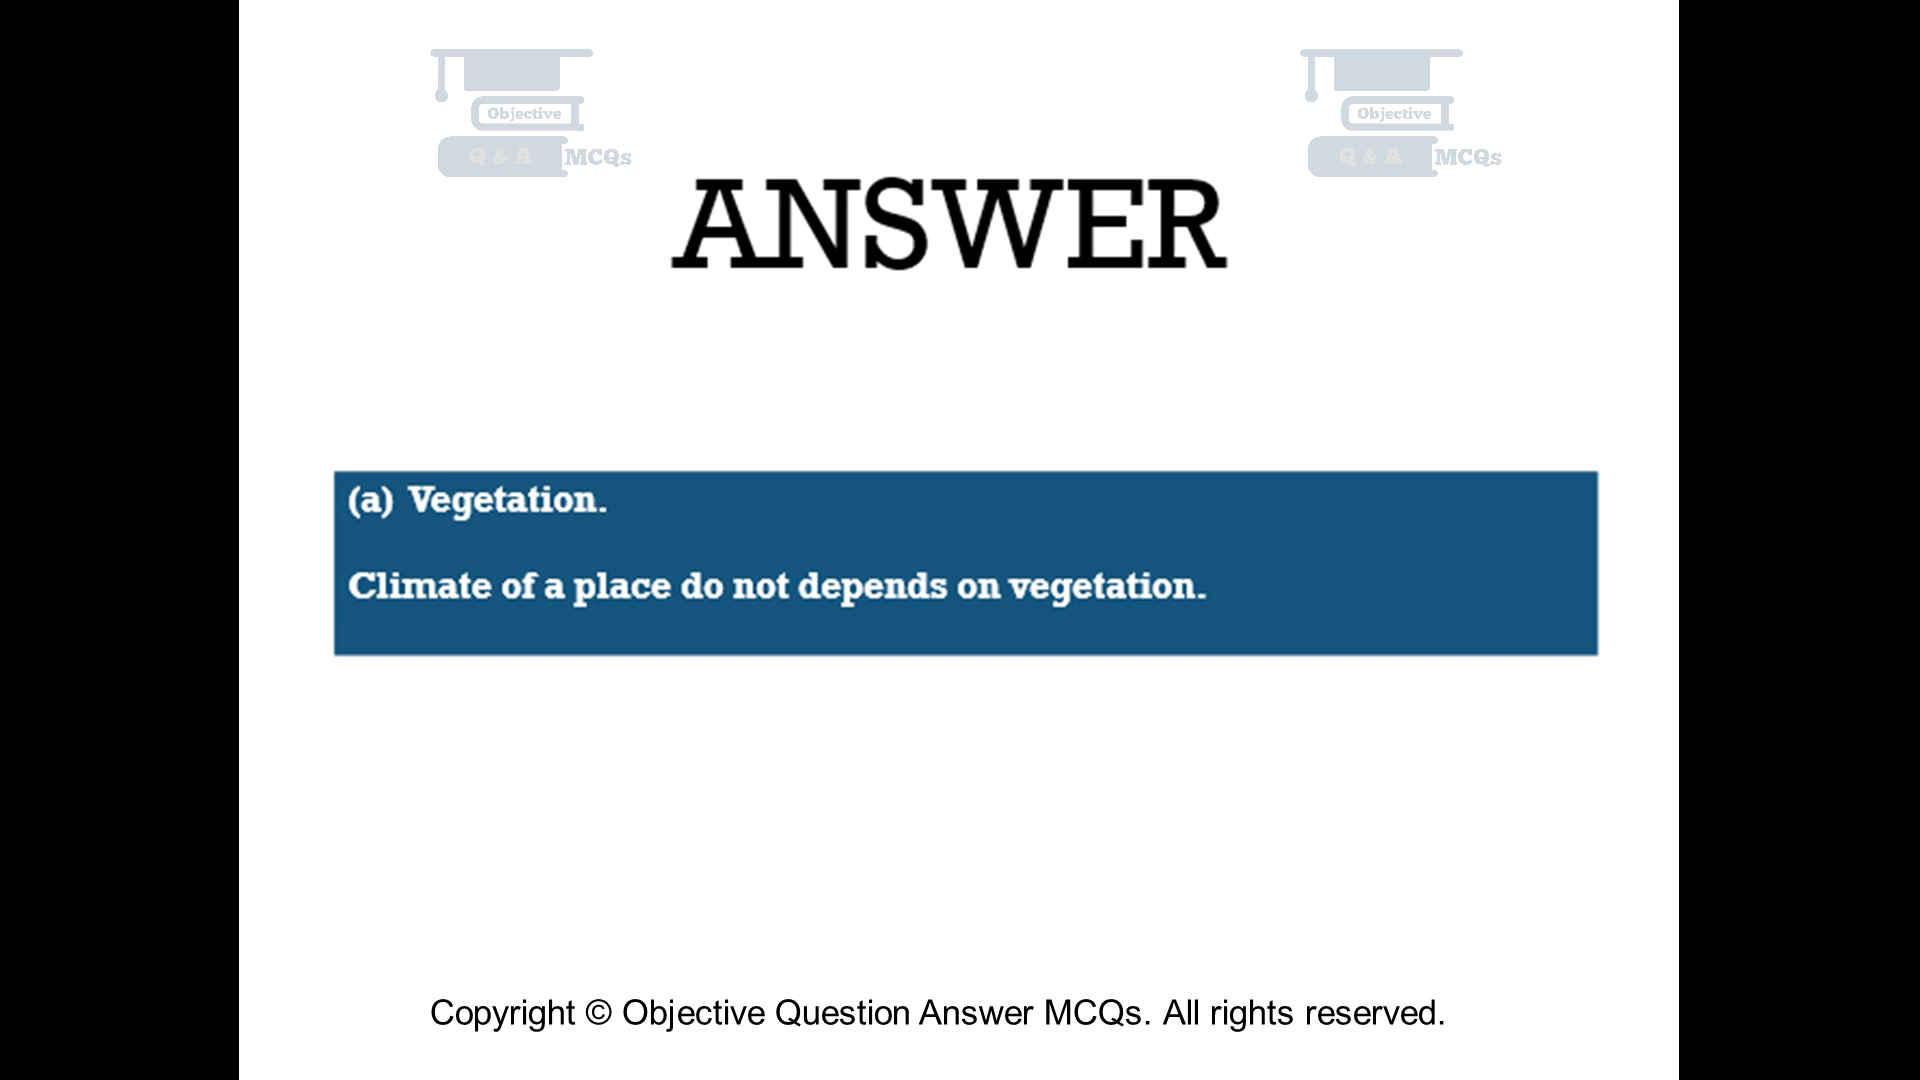 Objective
Q & A MCQs
Objective
Q & A MCQs
ANSWER
(a) Vegetation.
Climate of a place do not depends on vegetation.
Copyright © Objective Question Answer MCQs. All rights reserved.